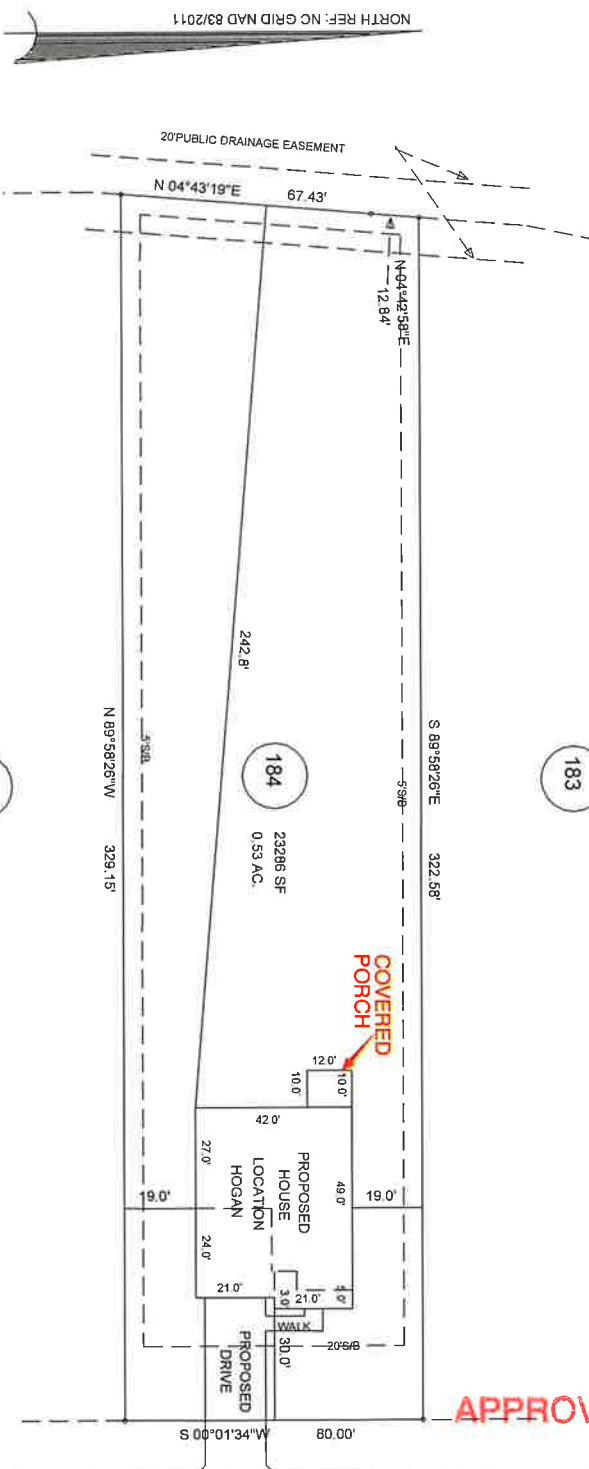 NORTH REF: NC GRID NAD 83/2011
20'PUBLIC DRAINAGE EASEMENT
N 04°43'19"E
67.43'
N 04°42'58"E
12.84'
242.8'
183
S 89°58'26"E 322.58'
5'S/B
184
23286 SF
0.53 AC.
5'S/B
N 89°58'26"W 329.15'
COVERED
PORCH
12.0'
10.0'
10.0'
42.0'
27.0'
49.0'
PROPOSED
HOUSE
LOCATION
HOGAN
19.0'
19.0'
24.0'
21.0'
3.0'
21.0'
WALK
30.0'
20'S/B
PROPOSED
DRIVE
APPROV
S 00°01'34"W 80.00'